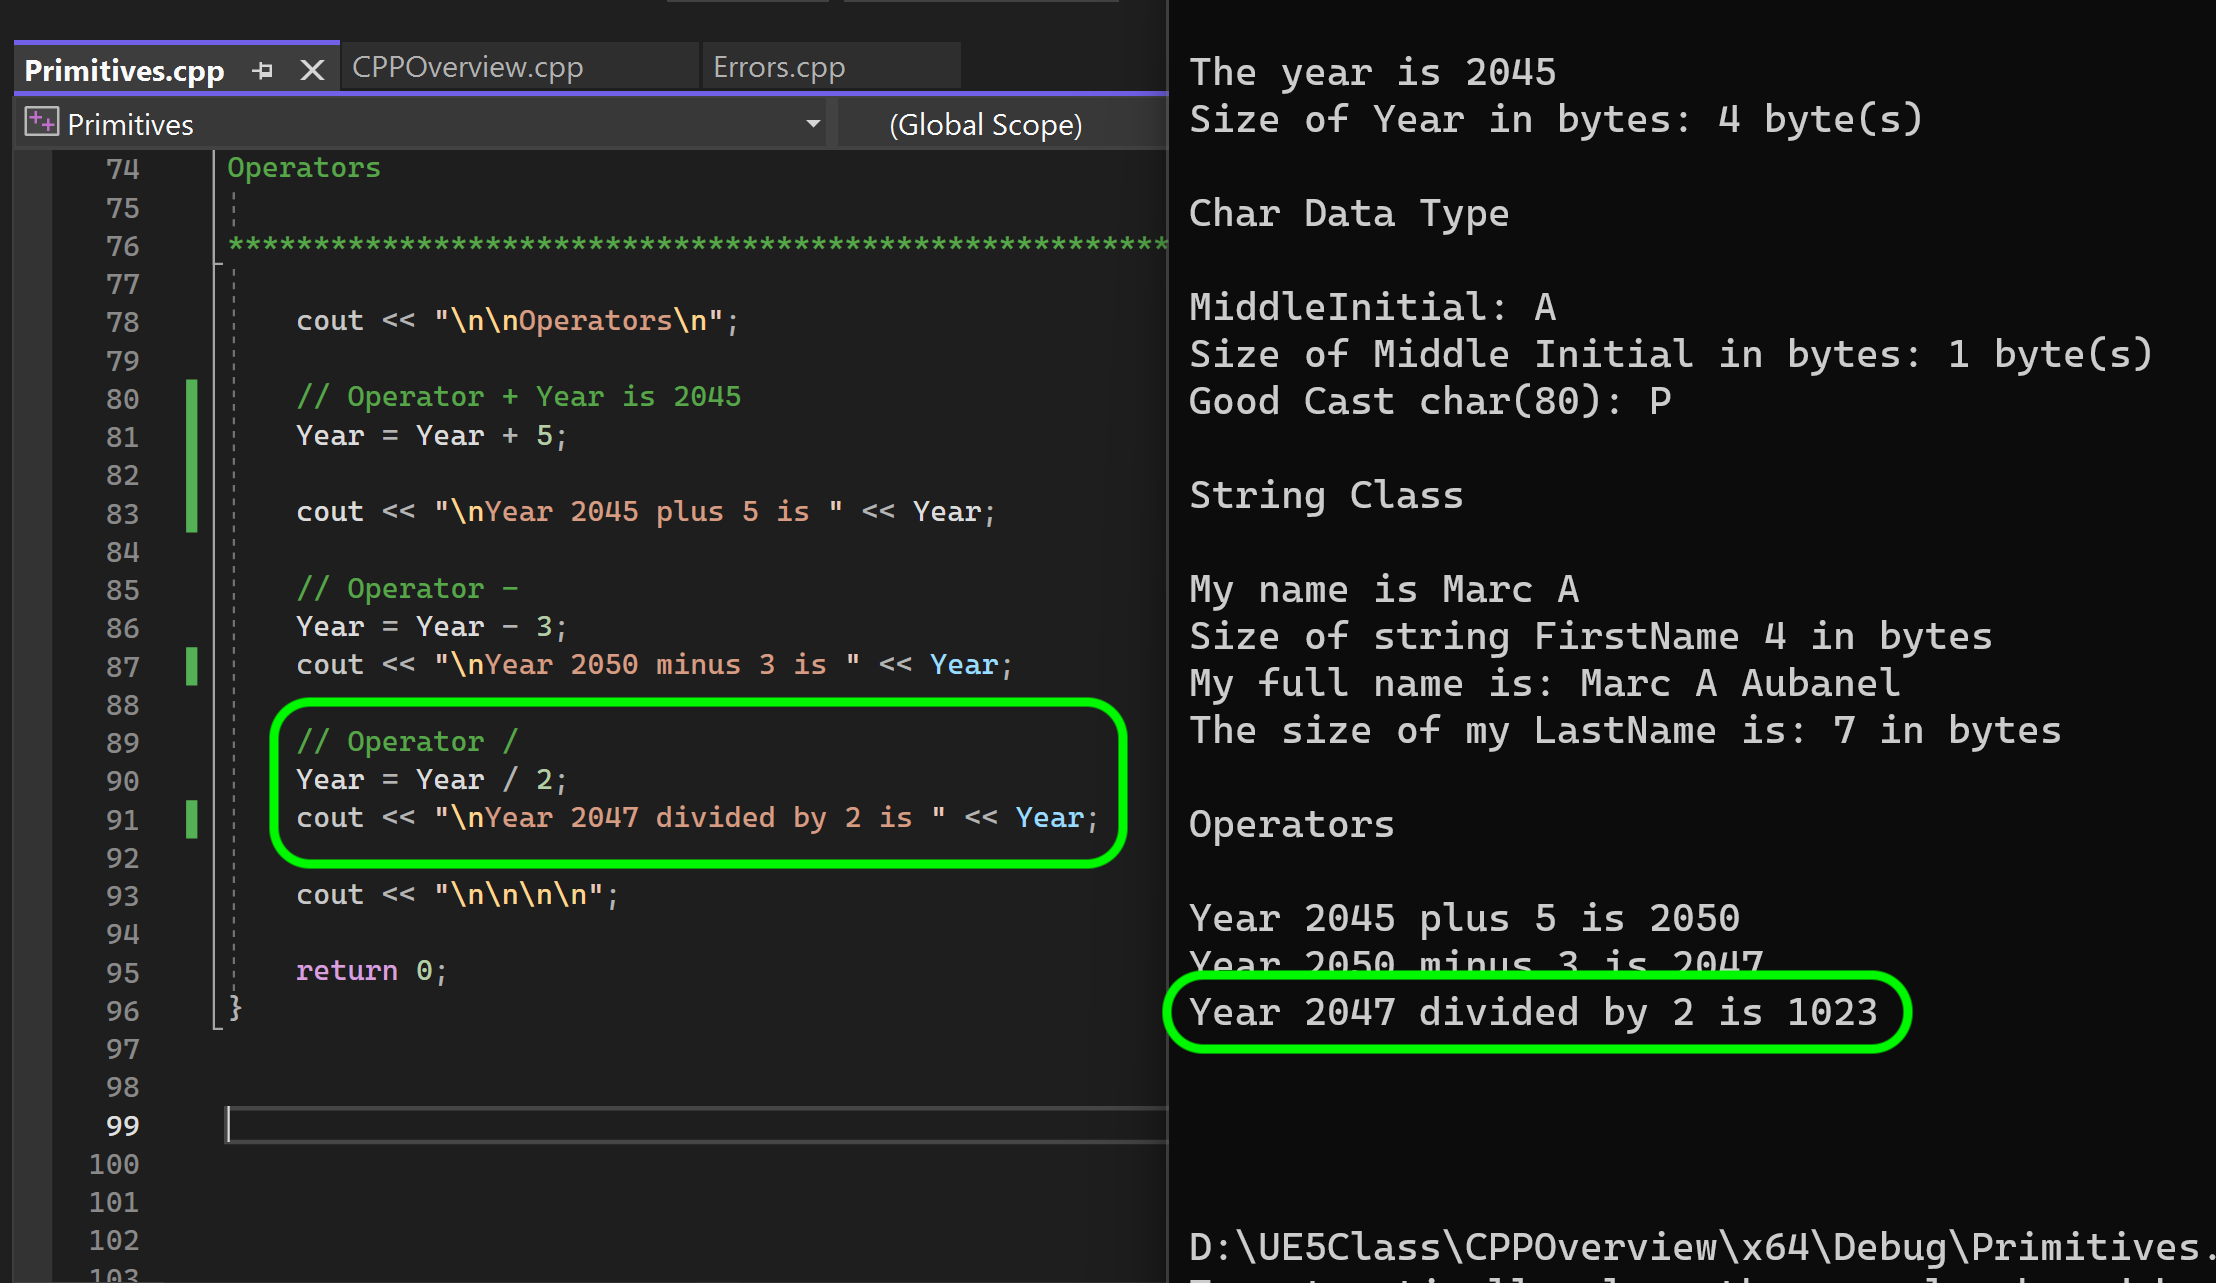 Primitives.cpp
CPPOverview.cpp
Errors.cpp
Primitives
(Global Scope)
74 Operators
75
76 *******************************************************
77
78 cout << "\n\nOperators\n";
79
80 // Operator + Year is 2045
81 Year = Year + 5;
82
83 cout << "\nYear 2045 plus 5 is " << Year;
84
85 // Operator -
86 Year = Year - 3;
87 cout << "\nYear 2050 minus 3 is " << Year;
88
89 // Operator /
90 Year = Year / 2;
91 cout << "\nYear 2047 divided by 2 is " << Year;
92
93 cout << "\n\n\n\n";
94
95 return 0;
96 }
97
98
99
100
101
102
103
The year is 2045
Size of Year in bytes: 4 byte(s)
Char Data Type
MiddleInitial: A
Size of Middle Initial in bytes: 1 byte(s)
Good Cast char(80): P
String Class
My name is Marc A
Size of string FirstName 4 in bytes
My full name is: Marc A Aubanel
The size of my LastName is: 7 in bytes
Operators
Year 2045 plus 5 is 2050
Year 2050 minus 3 is 2047
Year 2047 divided by 2 is 1023
D:\UE5Class\CPPOverview\x64\Debug\Primitives.